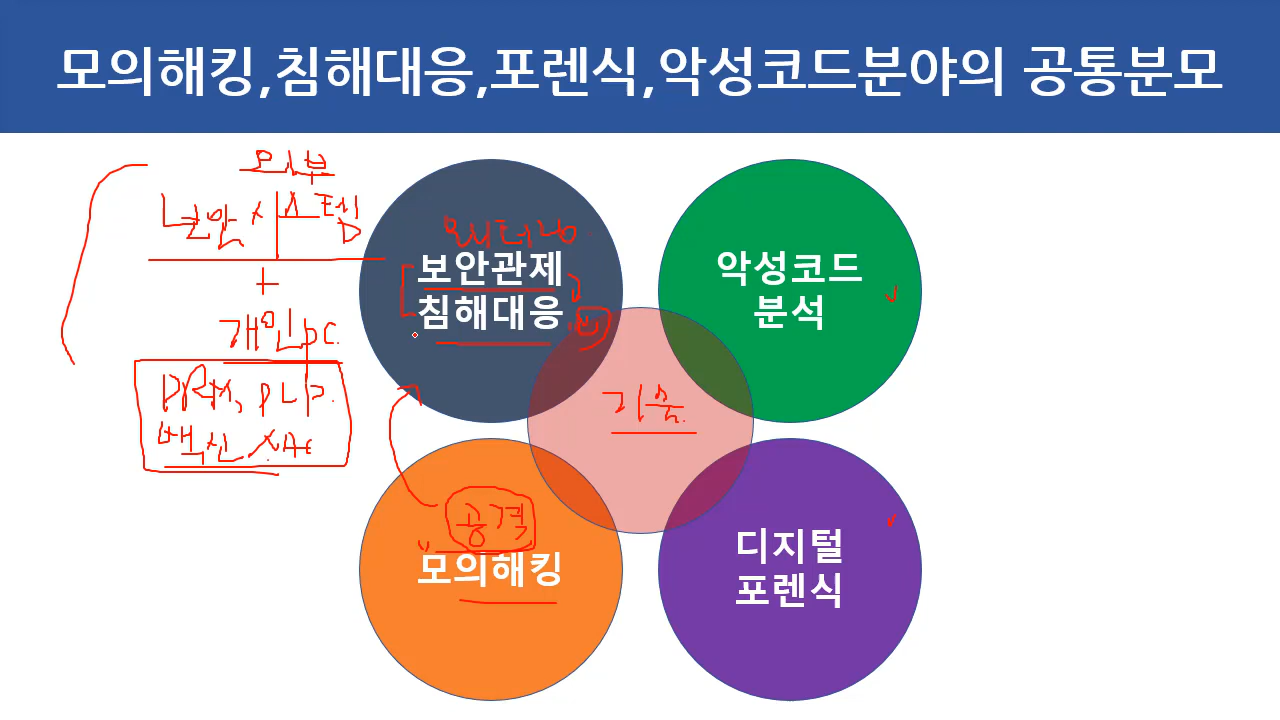 모의해킹,침해대응,포렌식,악성코드분야의 공통분모
외부
보안 시스템
+
개인pc.
DRM, DLP.
백신
모니터링
보안관제
침해대응
악성코드
분석
기술
공격
모의해킹
디지털
포렌식